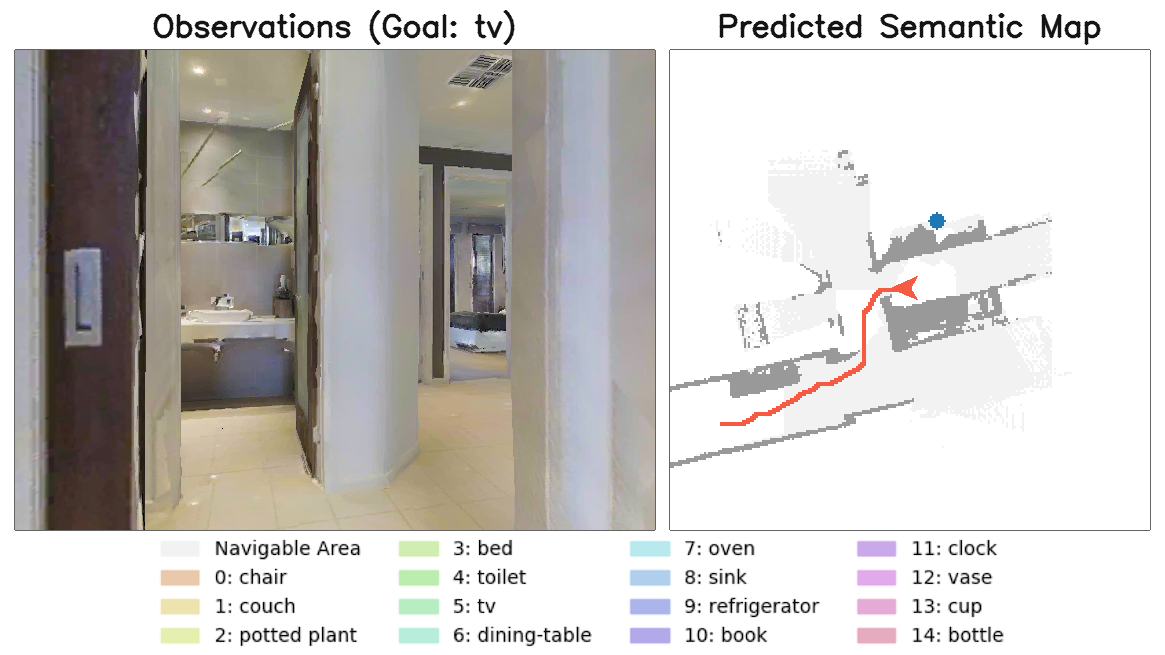 Observations (Goal: tv)
Predicted Semantic Map
Navigable Area
0: chair
1: couch
2: potted plant
3: bed
4: toilet
5: tv
6: dining-table
7: oven
8: sink
9: refrigerator
10: book
11: clock
12: vase
13: cup
14: bottle